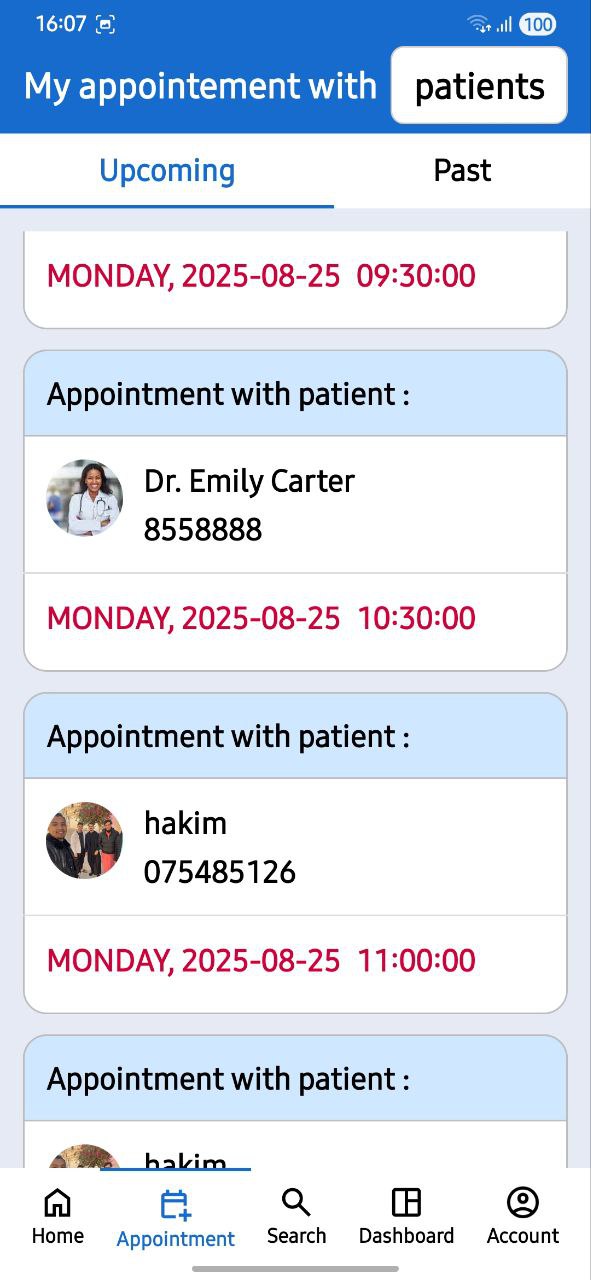 16:07
100
My appointement with patients
Upcoming
Past
MONDAY, 2025-08-25 09:30:00
Appointment with patient :
Dr. Emily Carter
8558888
MONDAY, 2025-08-25 10:30:00
Appointment with patient :
hakim
075485126
MONDAY, 2025-08-25 11:00:00
Appointment with patient :
hakim
Home
Appointment
Search
Dashboard
Account